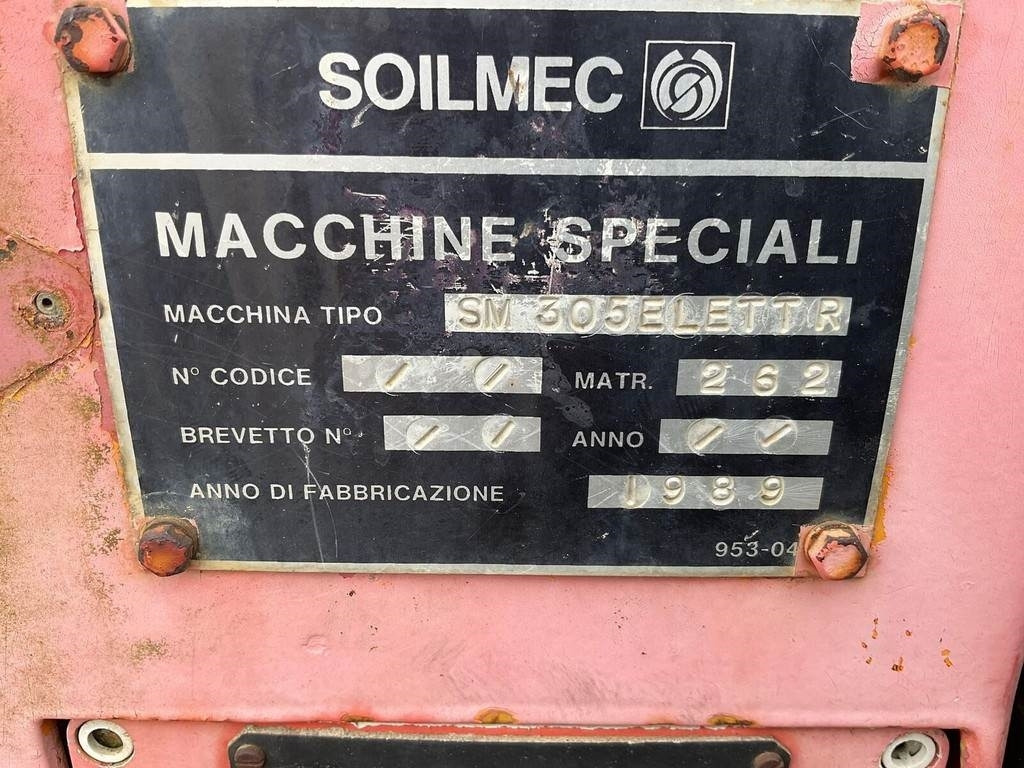 SOILMEC
MACCHINE SPECIALI
MACCHINA TIPO SM 305ELETTR
N° CODICE / / MATR. 262
BREVETTO N° / / ANNO / /
ANNO DI FABBRICAZIONE 1989
953-04